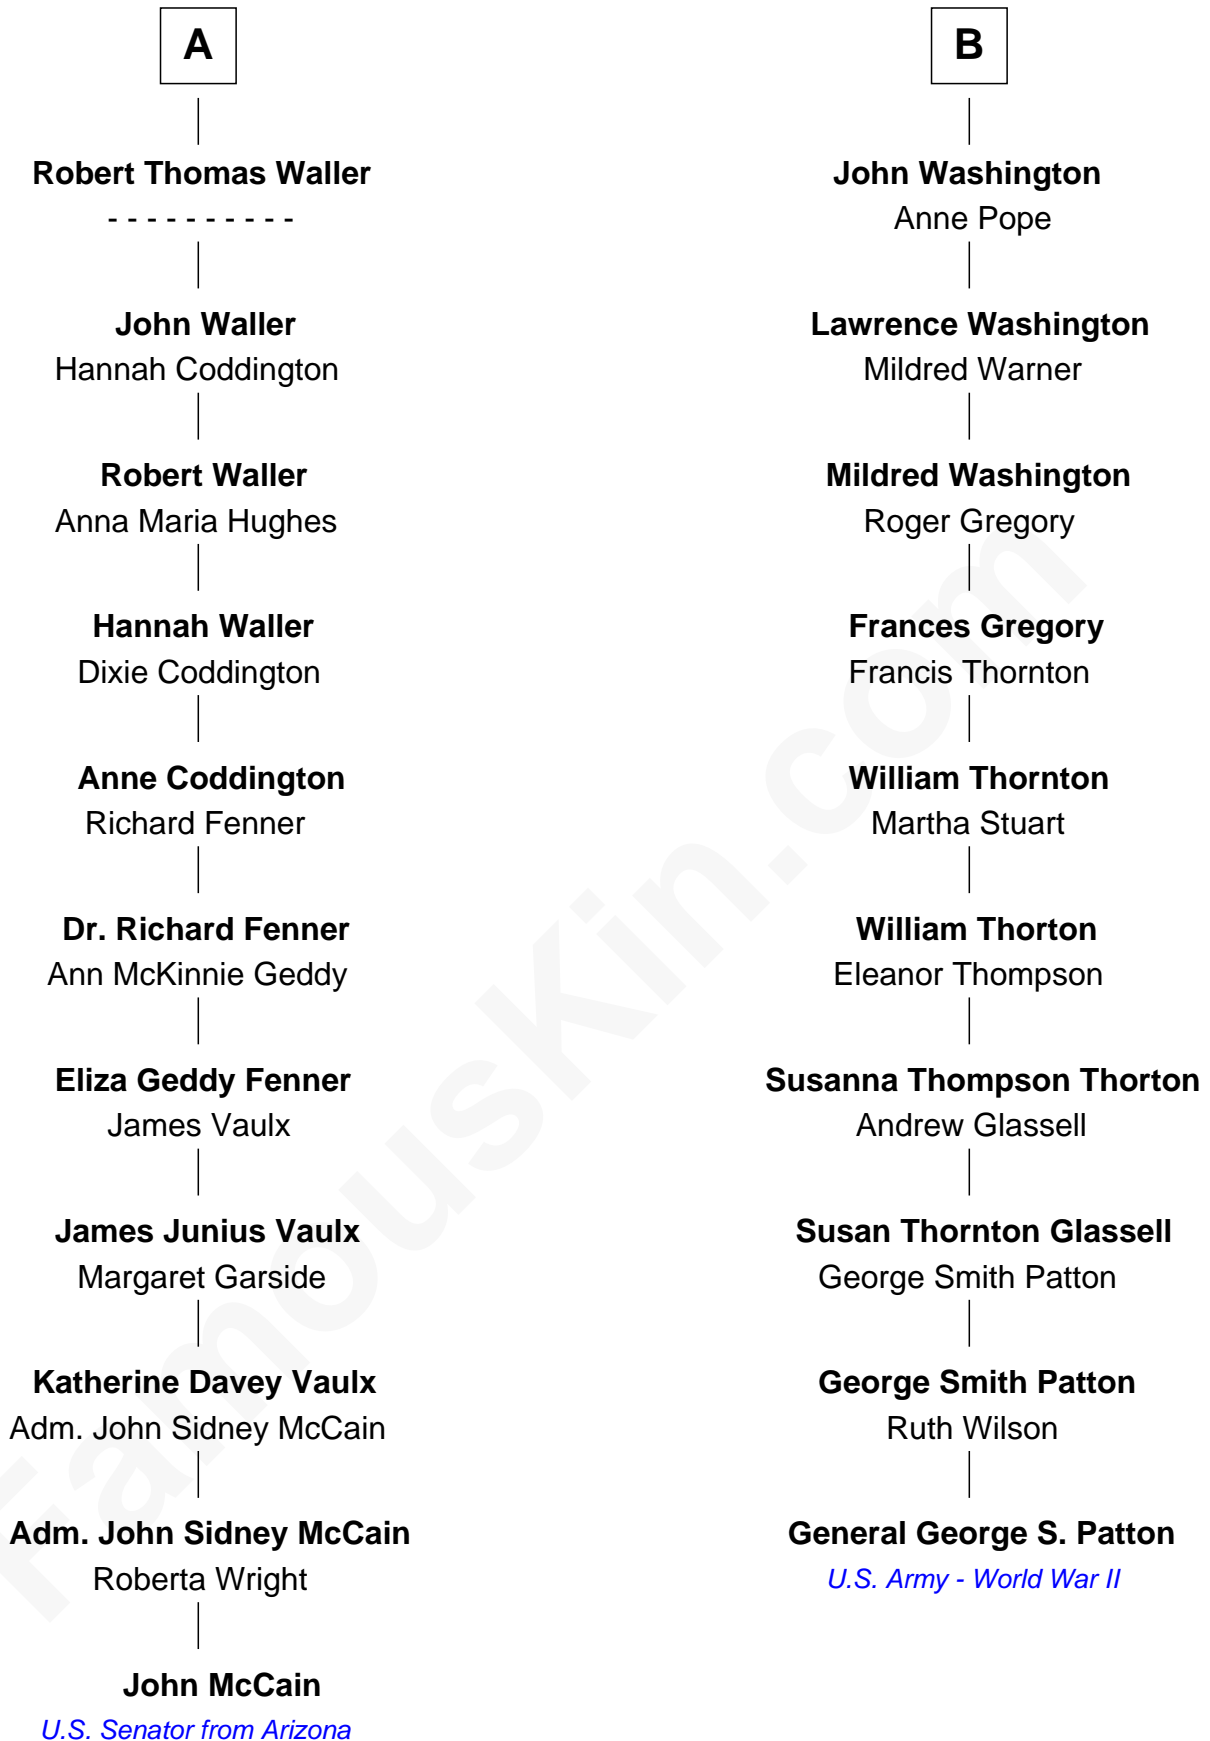 A
Robert Thomas Waller
- - - - - - - - - -
John Waller
Hannah Coddington
Robert Waller
Anna Maria Hughes
Hannah Waller
Dixie Coddington
Anne Coddington
Richard Fenner
Dr. Richard Fenner
Ann McKinnie Geddy
Eliza Geddy Fenner
James Vaulx
James Junius Vaulx
Margaret Garside
Katherine Davey Vaulx
Adm. John Sidney McCain
Adm. John Sidney McCain
Roberta Wright
John McCain
U.S. Senator from Arizona
B
John Washington
Anne Pope
Lawrence Washington
Mildred Warner
Mildred Washington
Roger Gregory
Frances Gregory
Francis Thornton
William Thornton
Martha Stuart
William Thorton
Eleanor Thompson
Susanna Thompson Thorton
Andrew Glassell
Susan Thornton Glassell
George Smith Patton
George Smith Patton
Ruth Wilson
General George S. Patton
U.S. Army - World War II
FamousKin.com